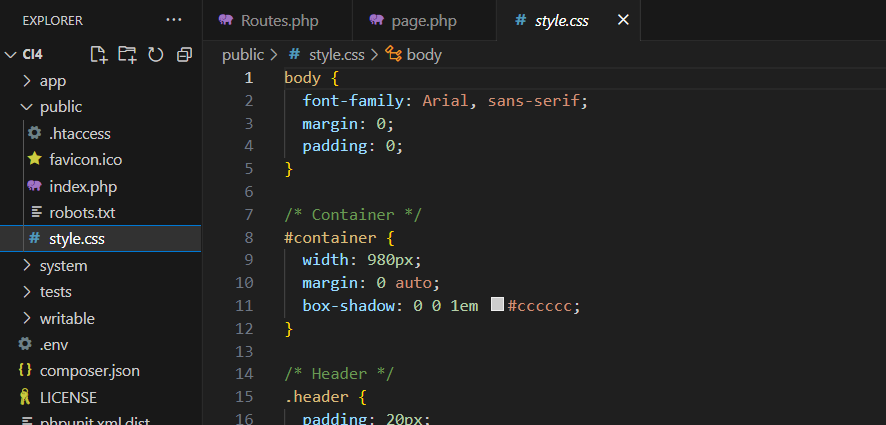 EXPLORER ...
CI4
app
public
.htaccess
favicon.ico
index.php
robots.txt
# style.css
system
tests
writable
.env
{} composer.json
LICENSE
phpunit.xml.dist
Routes.php page.php # style.css ×
public > # style.css > body
1 body {
2 font-family: Arial, sans-serif;
3 margin: 0;
4 padding: 0;
5 }
6
7 /* Container */
8 #container {
9 width: 980px;
10 margin: 0 auto;
11 box-shadow: 0 0 1em #cccccc;
12 }
13
14 /* Header */
15 .header {
16 padding: 20px;